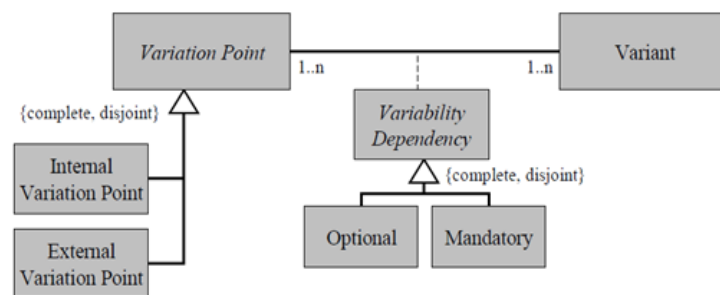 Variation Point
Variant
1..n
1..n
{complete, disjoint}
Variability
Dependency
Internal
Variation Point
{complete, disjoint}
External
Variation Point
Optional
Mandatory